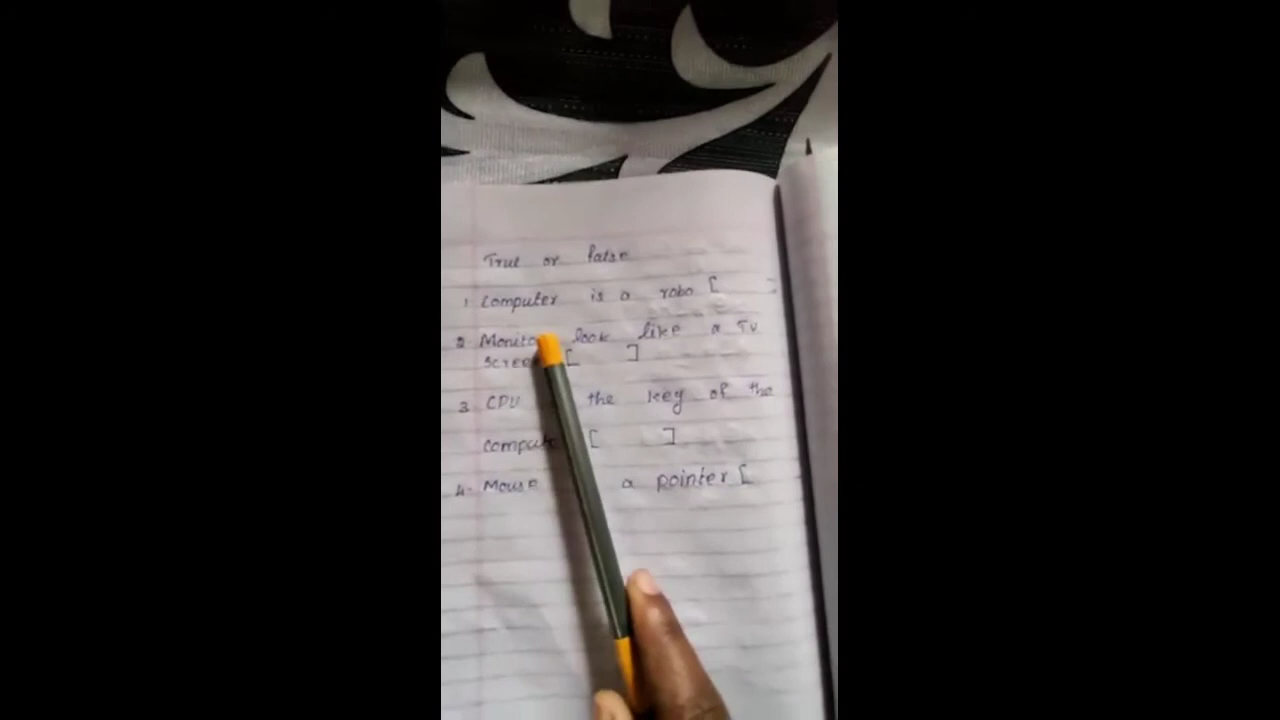 True or false
1 Computer is a robo [ ]
2 Monitor look like a TV
screen [ ]
3 CPU the key of the
compute [ ]
4. Mouse a pointer [